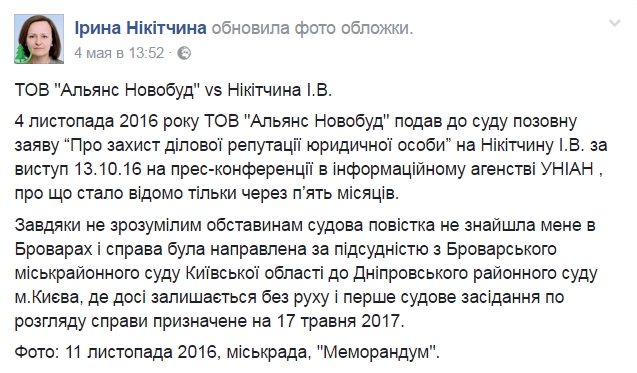 Ірина Нікітчина обновила фото обложки.
4 мая в 13:52 ·
ТОВ "Альянс Новобуд" vs Нікітчина І.В.
4 листопада 2016 року ТОВ "Альянс Новобуд" подав до суду позовну
заяву “Про захист ділової репутації юридичної особи” на Нікітчину І.В. за
виступ 13.10.16 на прес-конференції в інформаційному агенстві УНІАН ,
про що стало відомо тільки через п’ять місяців.
Завдяки не зрозумілим обставинам судова повістка не знайшла мене в
Броварах і справа була направлена за підсудністю з Броварського
міськрайонного суду Київської області до Дніпровського районного суду
м.Києва, де досі залишається без руху і перше судове засідання по
розгляду справи призначене на 17 травня 2017.
Фото: 11 листопада 2016, міськрада, "Меморандум".